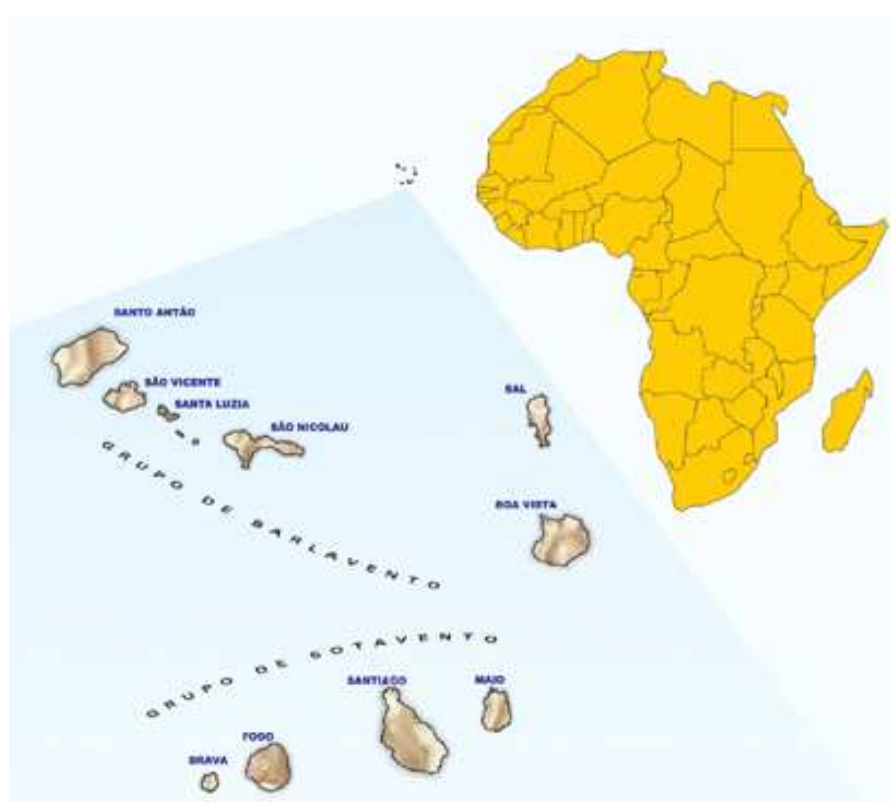 SANTO ANTÃO
SÃO VICENTE
SANTA LUZIA
SÃO NICOLAU
SAL
BOA VISTA
GRUPO DE BARLAVENTO
GRUPO DE SOTAVENTO
SANTIAGO
MAIO
FOGO
BRAVA